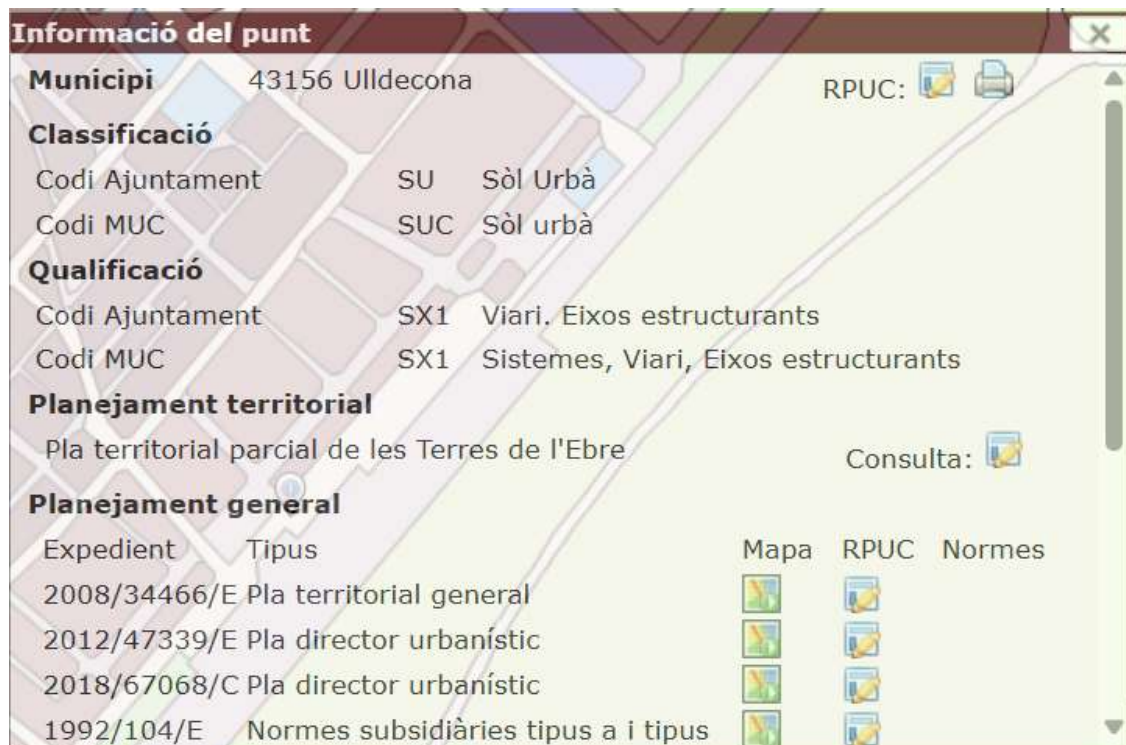 Informació del punt
Municipi 43156 Ulldecona RPUC:
Classificació
Codi Ajuntament SU Sòl Urbà
Codi MUC SUC Sòl urbà
Qualificació
Codi Ajuntament SX1 Viari. Eixos estructurants
Codi MUC SX1 Sistemes, Viari, Eixos estructurants
Planejament territorial
Pla territorial parcial de les Terres de l'Ebre Consulta:
Planejament general
Expedient Tipus Mapa RPUC Normes
2008/34466/E Pla territorial general
2012/47339/E Pla director urbanístic
2018/67068/C Pla director urbanístic
1992/104/E Normes subsidiàries tipus a i tipus